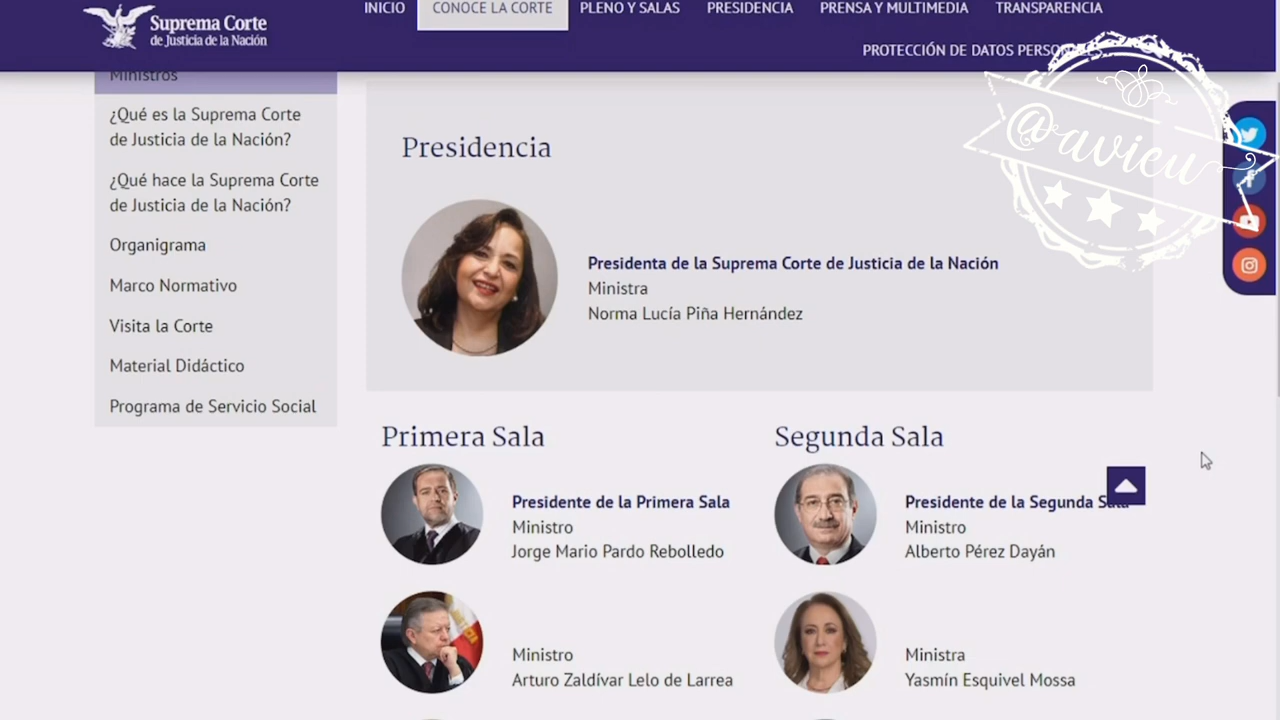 Suprema Corte
de Justicia de la Nación
INICIO
CONOCE LA CORTE
PLENO Y SALAS
PRESIDENCIA
PRENSA Y MULTIMEDIA
TRANSPARENCIA
PROTECCIÓN DE DATOS PERSONALES
@avieu
Ministros
¿Qué es la Suprema Corte
de Justicia de la Nación?
¿Qué hace la Suprema Corte
de Justicia de la Nación?
Organigrama
Marco Normativo
Visita la Corte
Material Didáctico
Programa de Servicio Social
Presidencia
Presidenta de la Suprema Corte de Justicia de la Nación
Ministra
Norma Lucía Piña Hernández
Primera Sala
Presidente de la Primera Sala
Ministro
Jorge Mario Pardo Rebolledo
Ministro
Arturo Zaldívar Lelo de Larrea
Segunda Sala
Presidente de la Segunda Sala
Ministro
Alberto Pérez Dayán
Ministra
Yasmín Esquivel Mossa